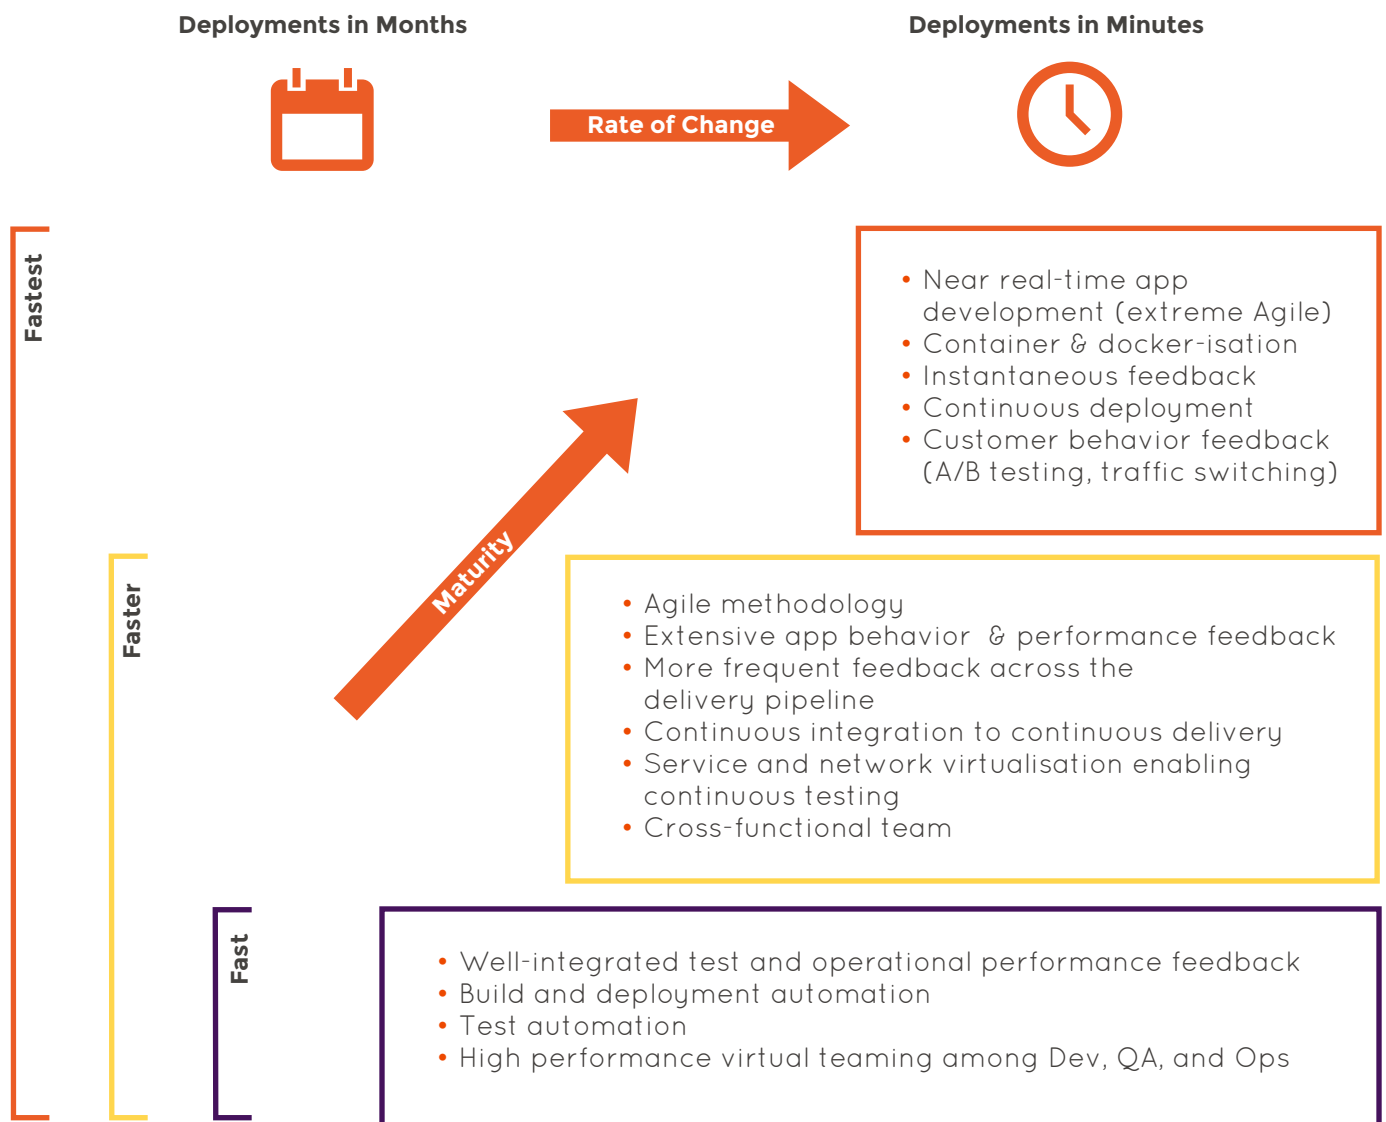 Deployments in Months
Deployments in Minutes
Rate of Change
Fastest
• Near real-time app
development (extreme Agile)
• Container & docker-isation
• Instantaneous feedback
• Continuous deployment
• Customer behavior feedback
(A/B testing, traffic switching)
Maturity
Faster
• Agile methodology
• Extensive app behavior & performance feedback
• More frequent feedback across the
delivery pipeline
• Continuous integration to continuous delivery
• Service and network virtualisation enabling
continuous testing
• Cross-functional team
Fast
• Well-integrated test and operational performance feedback
• Build and deployment automation
• Test automation
• High performance virtual teaming among Dev, QA, and Ops